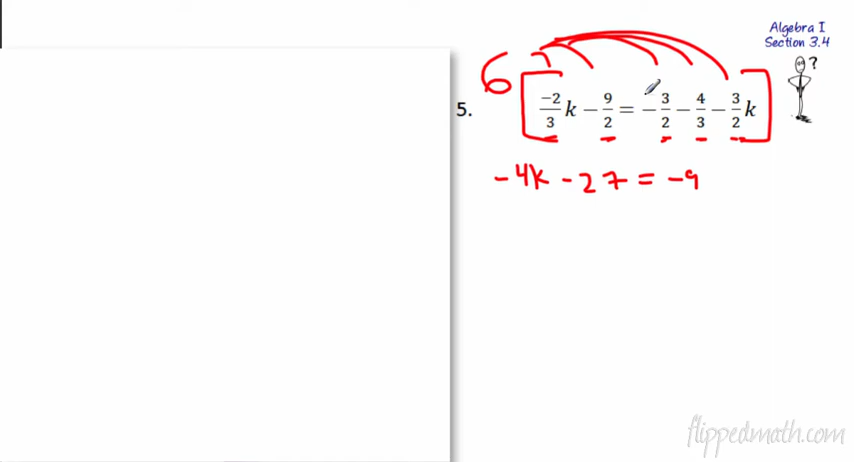 Algebra I
Section 3.4
?
6
5. [ -2/3 k − 9/2 = − 3/2 − 4/3 − 3/2 k ]
-4k - 27 = -9
flippedmath.com